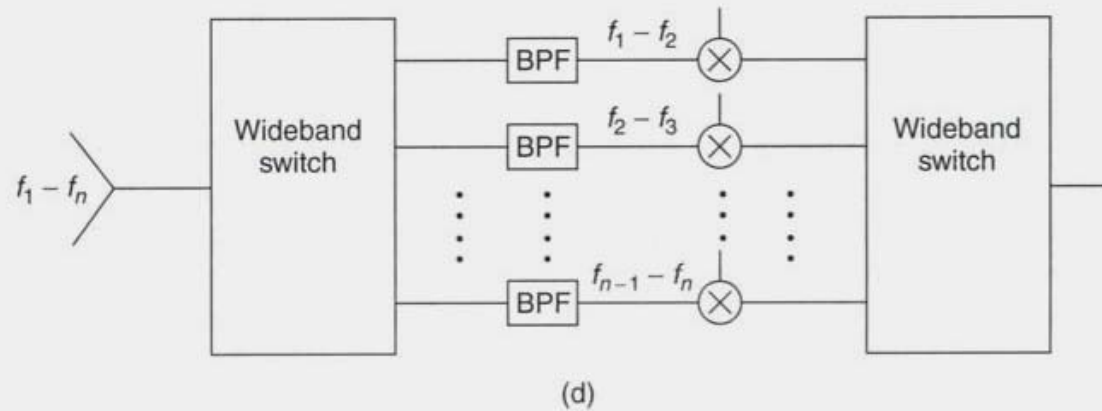 f₁ – fₙ
Wideband
switch
BPF
f₁ – f₂
BPF
f₂ – f₃
BPF
fₙ₋₁ – fₙ
Wideband
switch
(d)